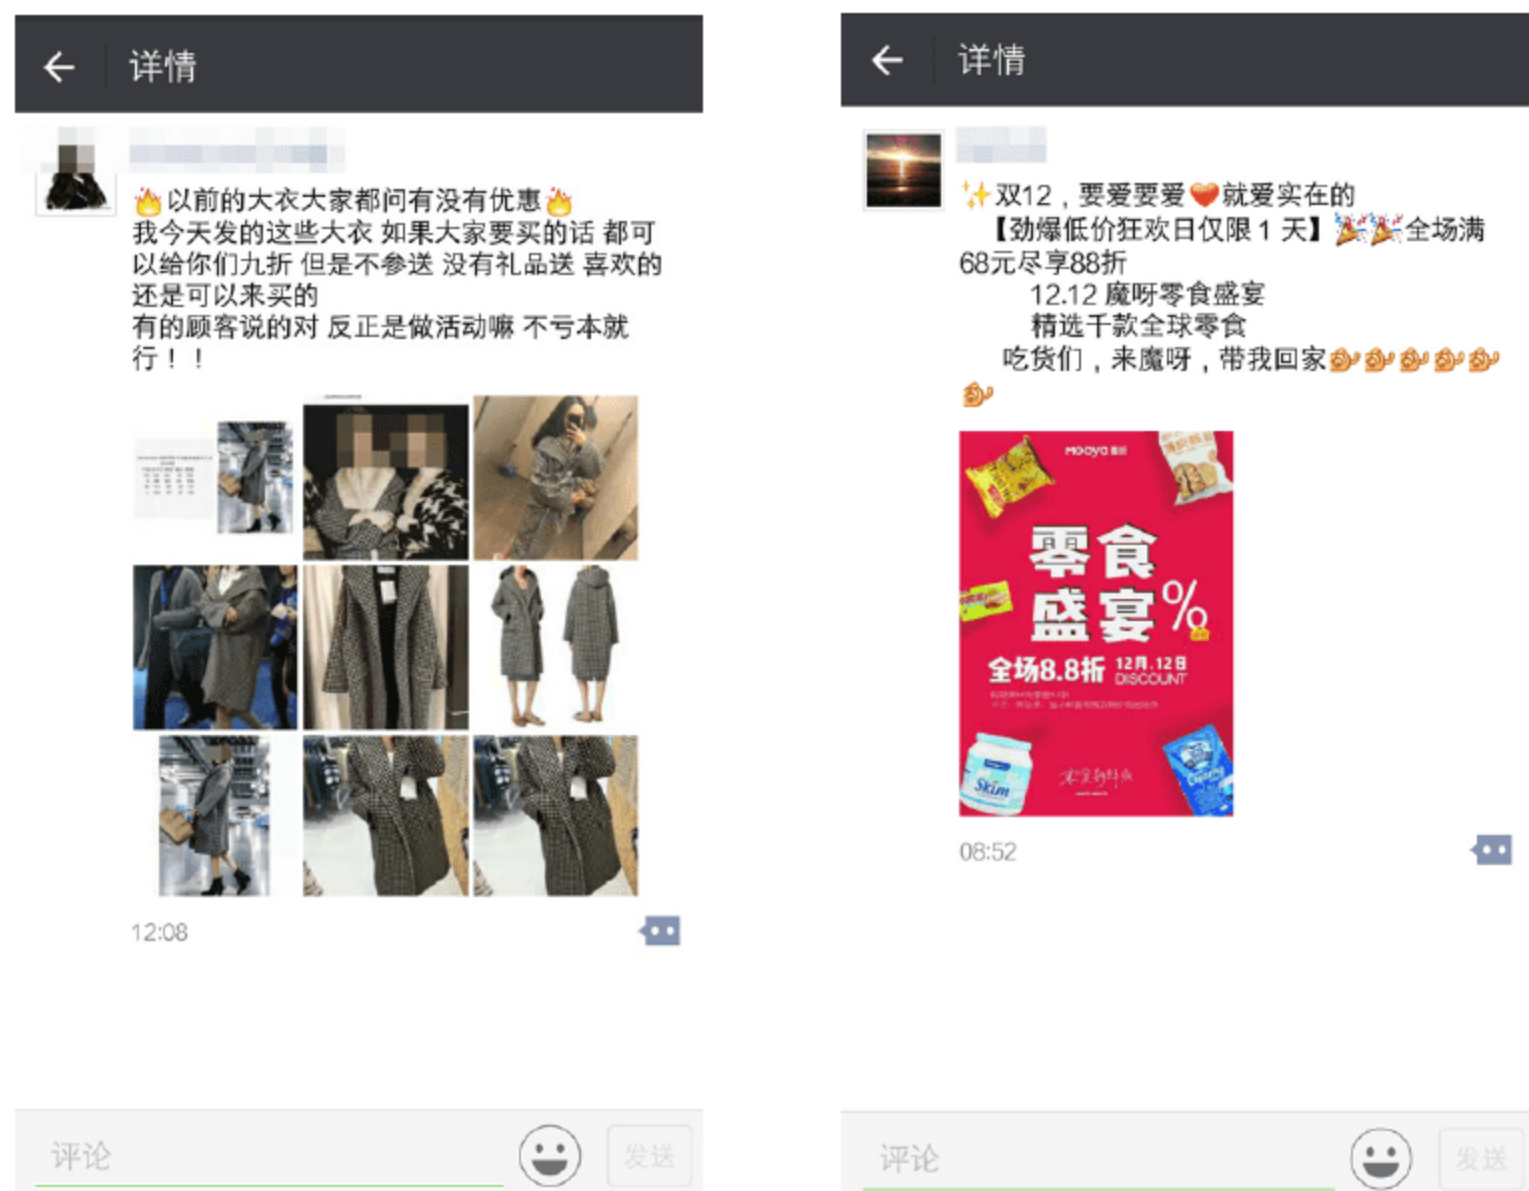 详情
🔥以前的大衣大家都问有没有优惠🔥
我今天发的这些大衣 如果大家要买的话 都可
以给你们九折 但是不参送 没有礼品送 喜欢的
还是可以来买的
有的顾客说的对 反正是做活动嘛 不亏本就
行！！
12:08
评论
发送
详情
✨双12，要爱要爱❤️就爱实在的
【劲爆低价狂欢日仅限 1 天】🎉🎉全场满
68元尽享88折
12.12 魔呀零食盛宴
精选千款全球零食
吃货们，来魔呀，带我回家
MOOYO
零食
盛宴%
全场8.8折 12月.12日
DISCOUNT
Skim
08:52
评论
发送